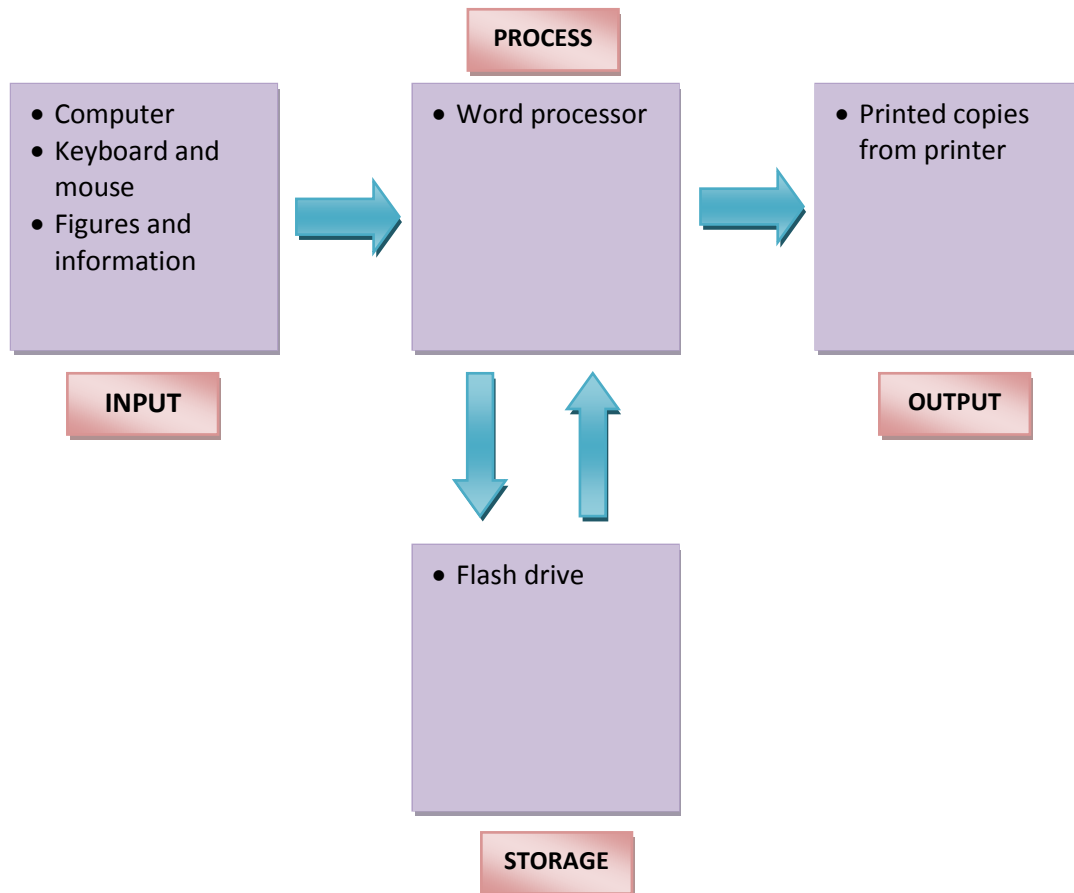 PROCESS
• Computer
• Keyboard and
mouse
• Figures and
information
• Word processor
• Printed copies
from printer
INPUT
OUTPUT
• Flash drive
STORAGE